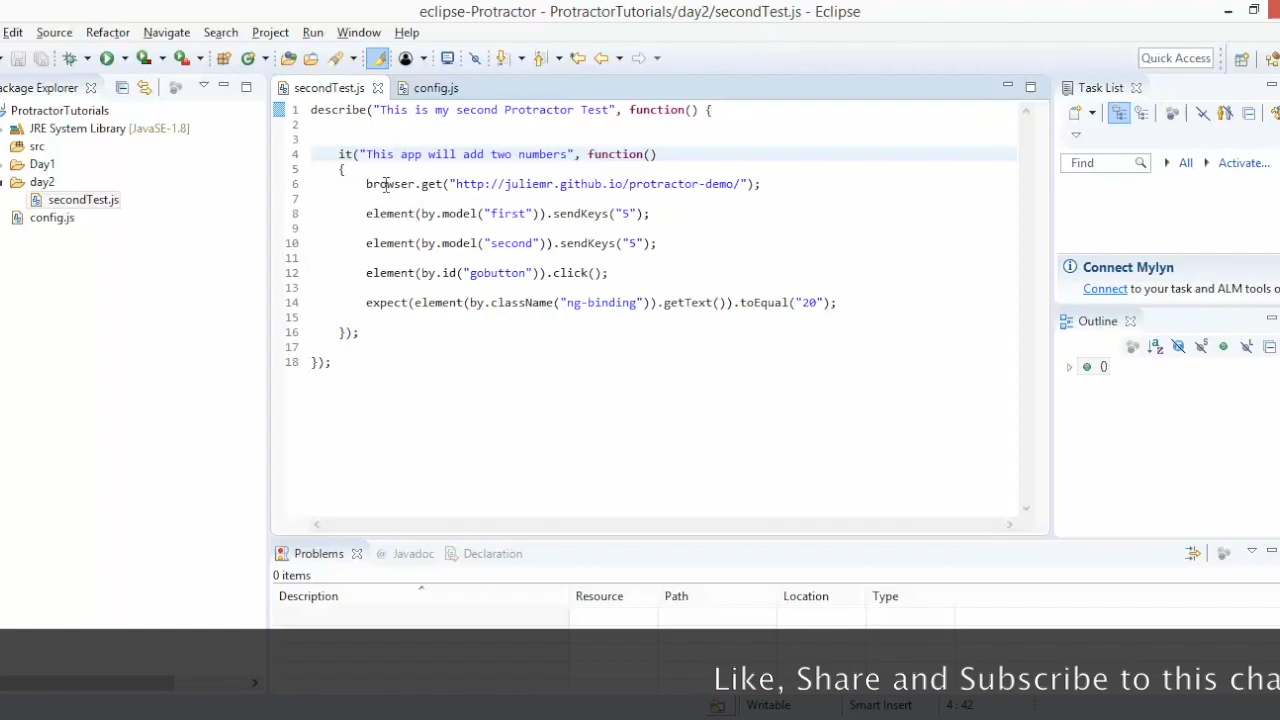 eclipse-Protractor - ProtractorTutorials/day2/secondTest.js - Eclipse
Edit Source Refactor Navigate Search Project Run Window Help
Quick Access
Package Explorer
secondTest.js config.js
Task List
ProtractorTutorials
JRE System Library [JavaSE-1.8]
src
Day1
day2
secondTest.js
config.js
1 describe("This is my second Protractor Test", function() {
2
3
4 it("This app will add two numbers", function()
5 {
6 browser.get("http://juliemr.github.io/protractor-demo/");
7
8 element(by.model("first")).sendKeys("5");
9
10 element(by.model("second")).sendKeys("5");
11
12 element(by.id("gobutton")).click();
13
14 expect(element(by.className("ng-binding")).getText()).toEqual("20");
15
16 });
17
18 });
Find All Activate...
Connect Mylyn
Connect to your task and ALM tools o
Outline
()
Problems Javadoc Declaration
0 items
Description Resource Path Location Type
Like, Share and Subscribe to this cha
Writable Smart Insert 4 : 42